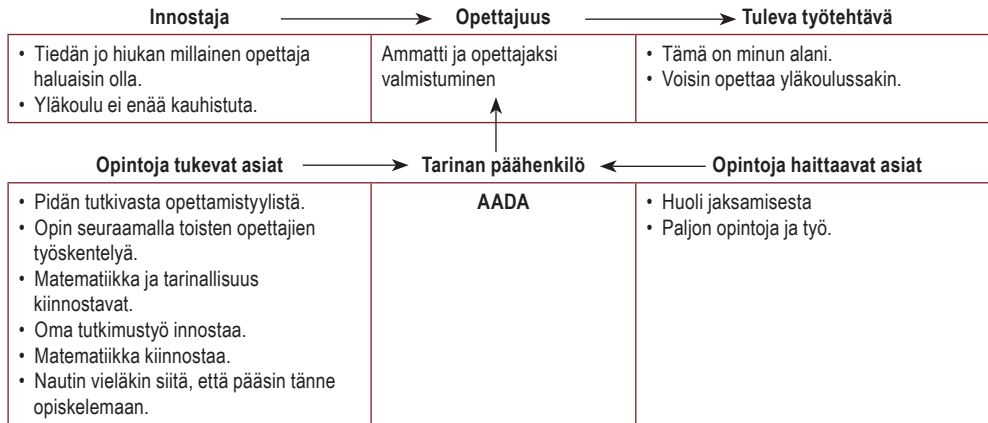 Innostaja Opettajuus Tuleva työtehtävä
• Tiedän jo hiukan millainen opettaja
haluaisin olla.
• Yläkoulu ei enää kauhistuta.
Ammatti ja opettajaksi
valmistuminen
• Tämä on minun alani.
• Voisin opettaa yläkoulussakin.
Opintoja tukevat asiat Tarinan päähenkilö Opintoja haittaavat asiat
• Pidän tutkivasta opettamistyylistä.
• Opin seuraamalla toisten opettajien
työskentelyä.
• Matematiikka ja tarinallisuus
kiinnostavat.
• Oma tutkimustyö innostaa.
• Matematiikka kiinnostaa.
• Nautin vieläkin siitä, että pääsin tänne
opiskelemaan.
AADA
• Huoli jaksamisesta
• Paljon opintoja ja työ.